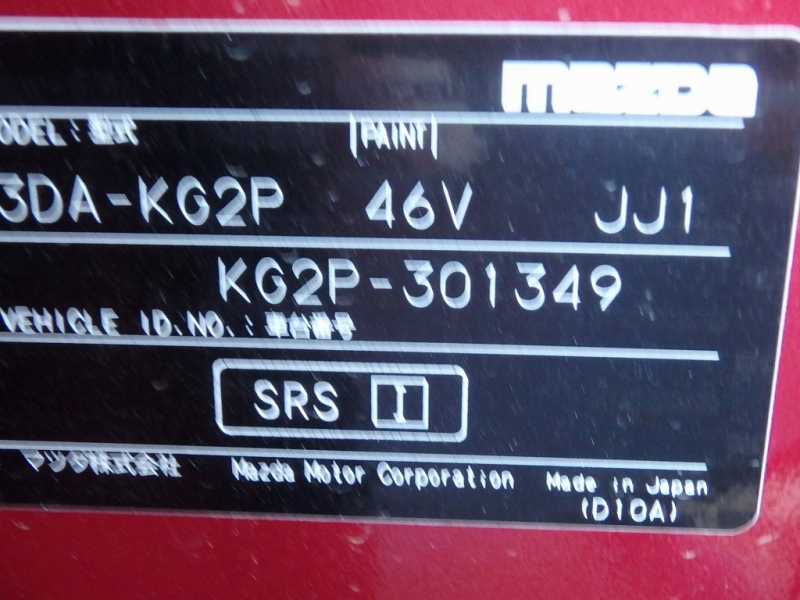 mazda
ODEL:型式 PAINT
3DA-KG2P 46V JJ1
KG2P-301349
VEHICLE ID.NO.:車台番号
SRS I
マツダ株式会社 Mazda Motor Corporation Made in Japan
(D10A)